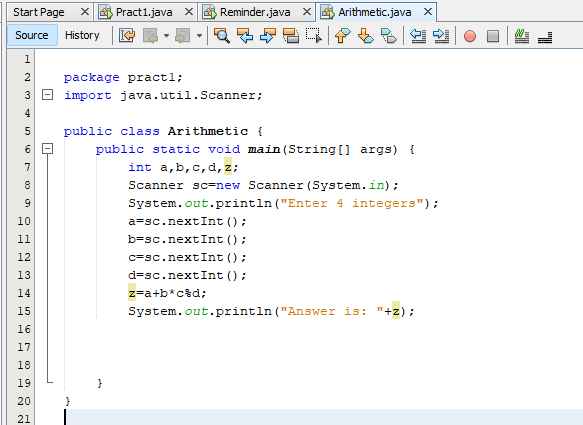 Start Page Pract1.java Reminder.java Arithmetic.java
Source History
1
2 package pract1;
3 import java.util.Scanner;
4
5 public class Arithmetic {
6 public static void main(String[] args) {
7 int a,b,c,d,z;
8 Scanner sc=new Scanner(System.in);
9 System.out.println("Enter 4 integers");
10 a=sc.nextInt();
11 b=sc.nextInt();
12 c=sc.nextInt();
13 d=sc.nextInt();
14 z=a+b*c%d;
15 System.out.println("Answer is: "+z);
16
17
18
19 }
20 }
21